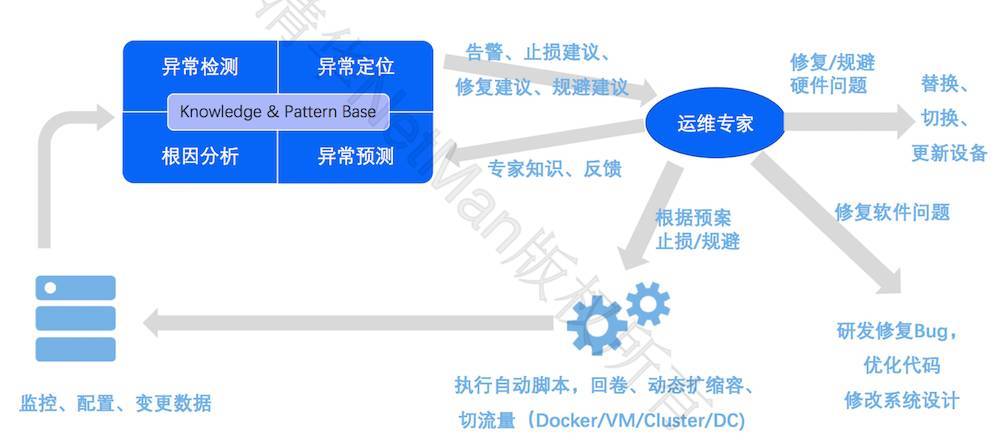 异常检测
异常定位
Knowledge & Pattern Base
根因分析
异常预测
告警、止损建议、
修复建议、规避建议
专家知识、反馈
运维专家
修复/规避
硬件问题
替换、
切换、
更新设备
根据预案
止损/规避
修复软件问题
研发修复Bug，
优化代码
修改系统设计
执行自动脚本，回卷、动态扩缩容、
切流量（Docker/VM/Cluster/DC)
监控、配置、变更数据
清华NetMan版权所有